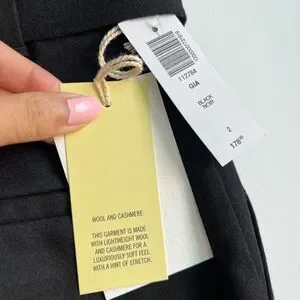 112784
GIA
BLACK
NOIR
2
178⁰⁰
WOOL AND CASHMERE
THIS GARMENT IS MADE
WITH LIGHTWEIGHT WOOL
AND CASHMERE FOR A
LUXURIOUSLY SOFT FEEL
WITH A HINT OF STRETCH.